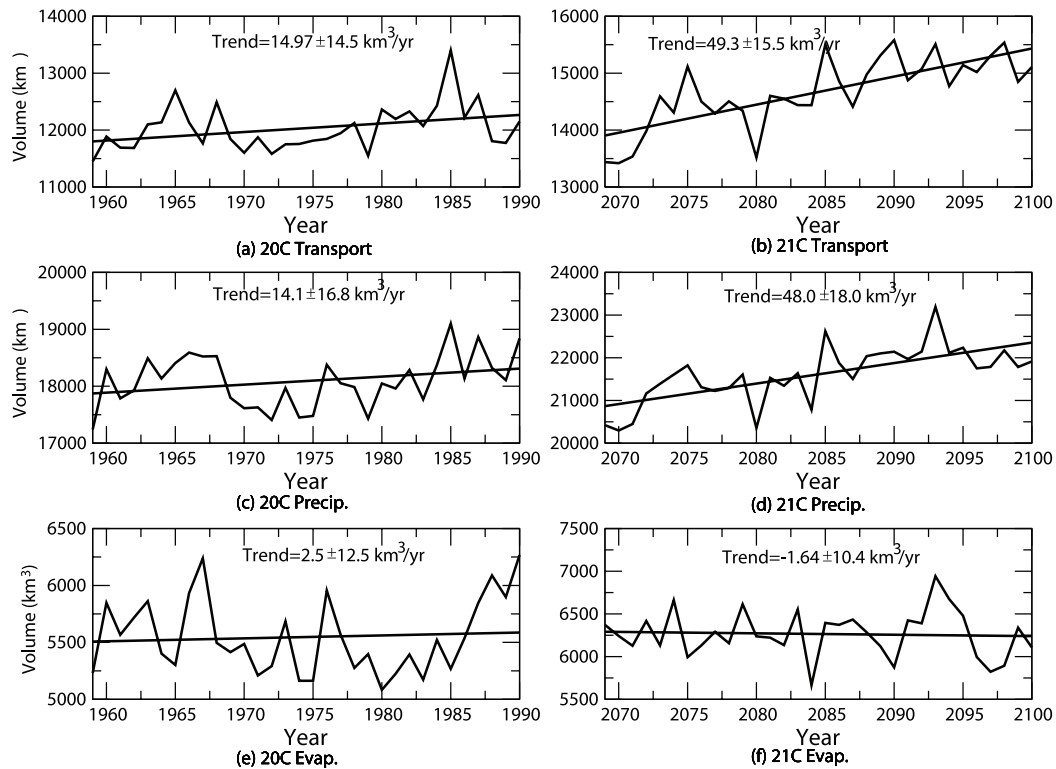 14000
13000
12000
11000
Volume (km )
Trend=14.97 ±14.5 km3/yr
1960 1965 1970 1975 1980 1985 1990
Year
(a) 20C Transport
16000
15000
14000
13000
Trend=49.3 ±15.5 km3/yr
2070 2075 2080 2085 2090 2095 2100
Year
(b) 21C Transport
20000
19000
18000
17000
Volume (km )
Trend=14.1 ±16.8 km3/yr
1960 1965 1970 1975 1980 1985 1990
Year
(c) 20C Precip.
24000
23000
22000
21000
20000
Trend=48.0 ±18.0 km3/yr
2070 2075 2080 2085 2090 2095 2100
Year
(d) 21C Precip.
6500
6000
5500
5000
Volume (km3)
Trend=2.5 ±12.5 km3/yr
1960 1965 1970 1975 1980 1985 1990
Year
(e) 20C Evap.
7500
7000
6500
6000
5500
Trend=-1.64 ±10.4 km3/yr
2070 2075 2080 2085 2090 2095 2100
Year
(f) 21C Evap.